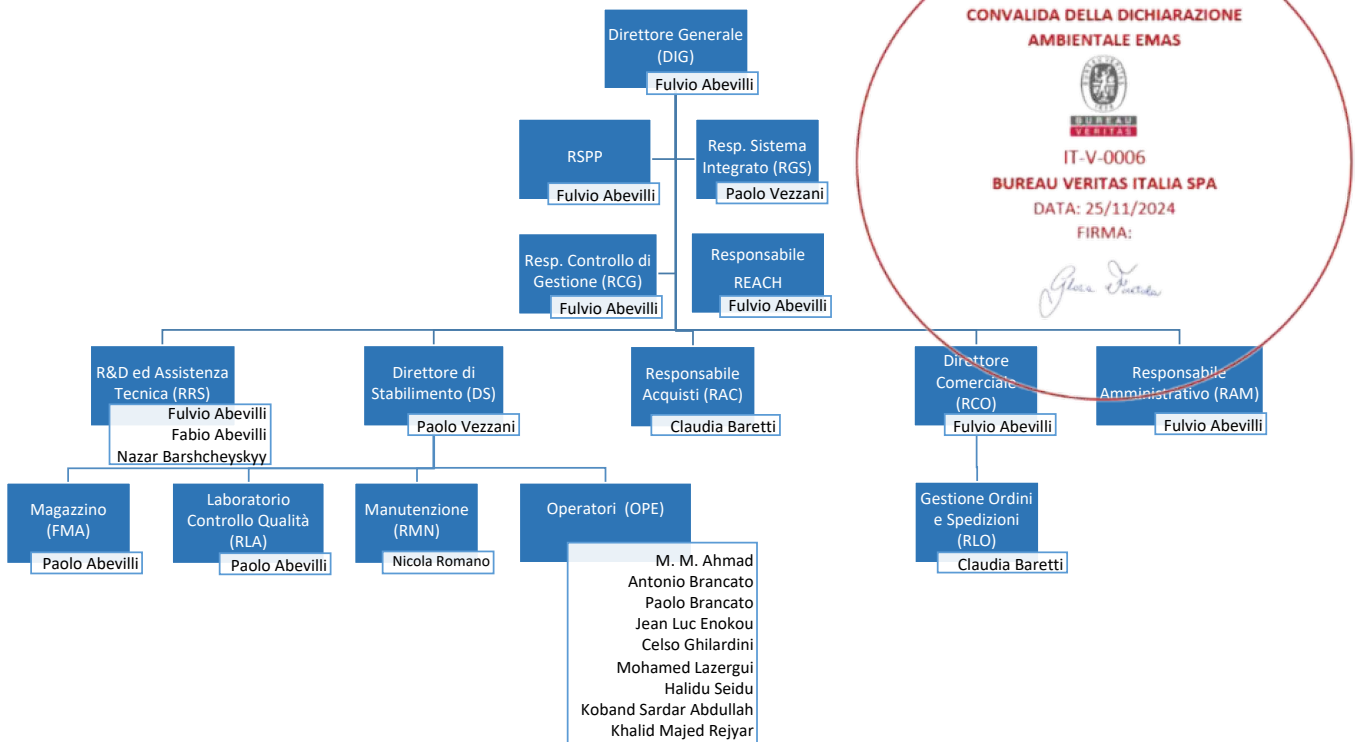 CONVALIDA DELLA DICHIARAZIONE
AMBIENTALE EMAS
BUREAU
VERITAS
IT-V-0006
BUREAU VERITAS ITALIA SPA
DATA: 25/11/2024
FIRMA:
Direttore Generale
(DIG)
Fulvio Abevilli
RSPP
Fulvio Abevilli
Resp. Sistema
Integrato (RGS)
Paolo Vezzani
Resp. Controllo di
Gestione (RCG)
Fulvio Abevilli
Responsabile
REACH
Fulvio Abevilli
R&D ed Assistenza
Tecnica (RRS)
Fulvio Abevilli
Fabio Abevilli
Nazar Barshcheyskyy
Direttore di
Stabilimento (DS)
Paolo Vezzani
Responsabile
Acquisti (RAC)
Claudia Baretti
Direttore
Comerciale
(RCO)
Fulvio Abevilli
Responsabile
Amministrativo (RAM)
Fulvio Abevilli
Magazzino
(FMA)
Paolo Abevilli
Laboratorio
Controllo Qualità
(RLA)
Paolo Abevilli
Manutenzione
(RMN)
Nicola Romano
Operatori (OPE)
M. M. Ahmad
Antonio Brancato
Paolo Brancato
Jean Luc Enokou
Celso Ghilardini
Mohamed Lazergui
Halidu Seidu
Koband Sardar Abdullah
Khalid Majed Rejyar
Gestione Ordini
e Spedizioni
(RLO)
Claudia Baretti